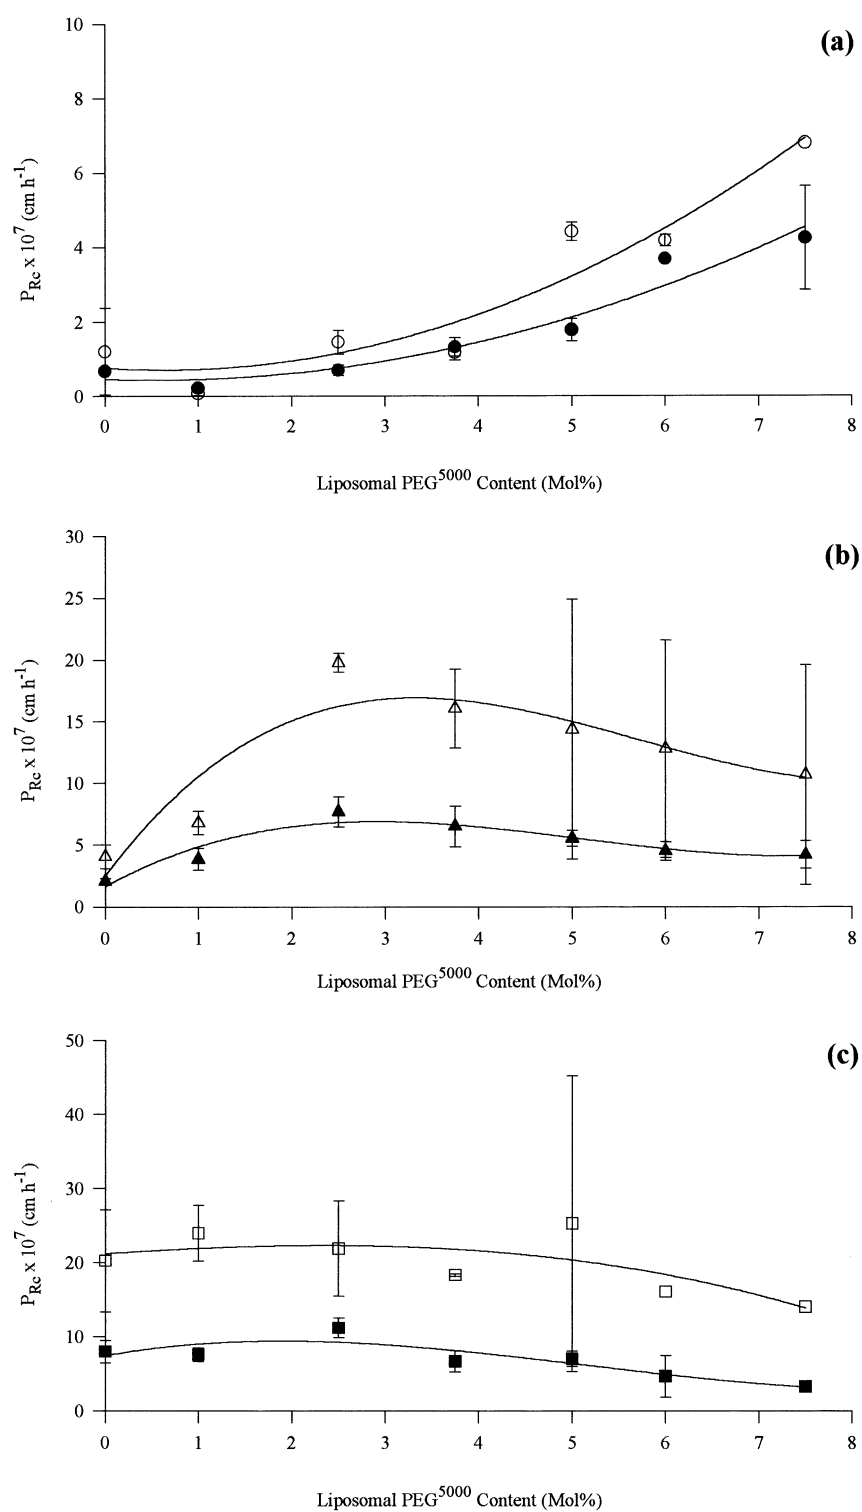 (a)
10
8
6
4
2
0
P_Rc x 10^7 (cm h^-1)
0 1 2 3 4 5 6 7 8
Liposomal PEG^5000 Content (Mol%)
(b)
30
25
20
15
10
5
0
P_Rc x 10^7 (cm h^-1)
0 1 2 3 4 5 6 7 8
Liposomal PEG^5000 Content (Mol%)
(c)
50
40
30
20
10
0
P_Rc x 10^7 (cm h^-1)
0 1 2 3 4 5 6 7 8
Liposomal PEG^5000 Content (Mol%)